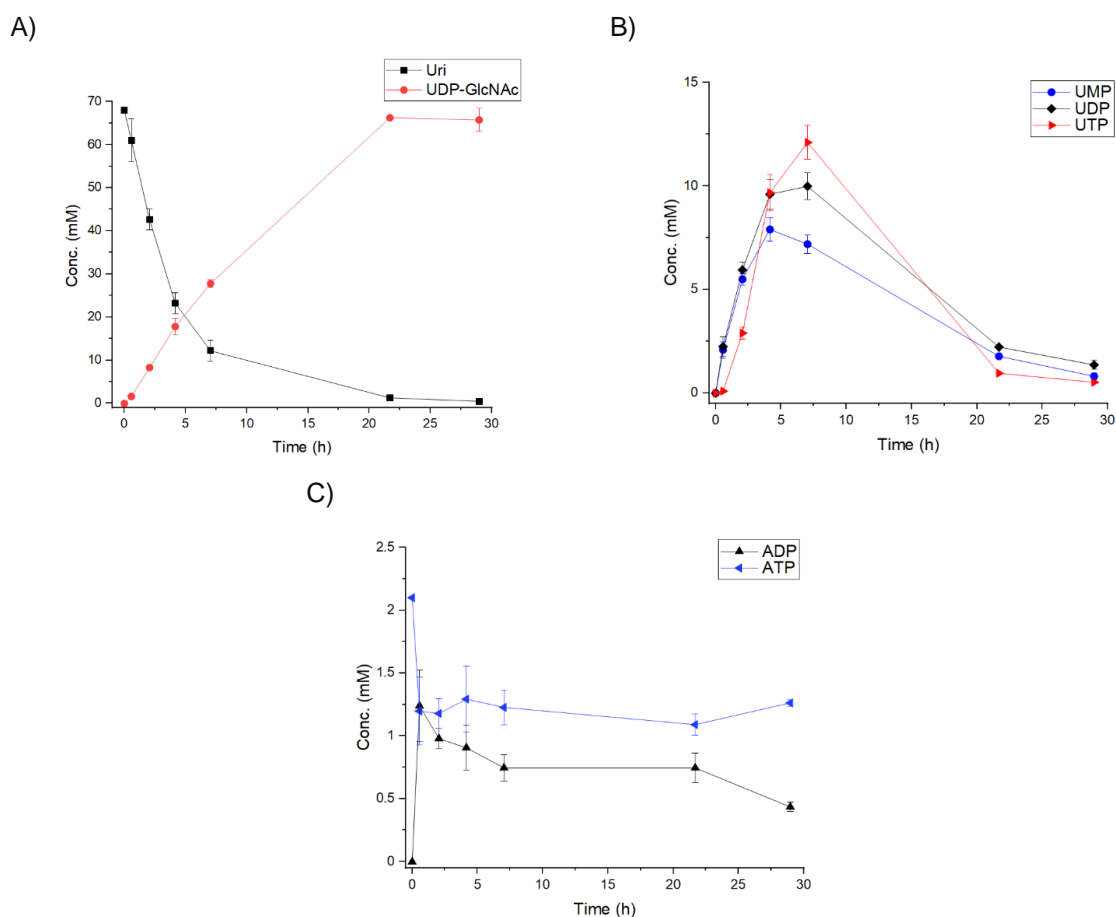 A)
Uri
UDP-GlcNAc
70
60
50
40
30
20
10
0
Conc. (mM)
0 5 10 15 20 25 30
Time (h)
B)
UMP
UDP
UTP
15
10
5
0
Conc. (mM)
0 5 10 15 20 25 30
Time (h)
C)
ADP
ATP
2.5
2
1.5
1
0.5
0
Conc. (mM)
0 5 10 15 20 25 30
Time (h)